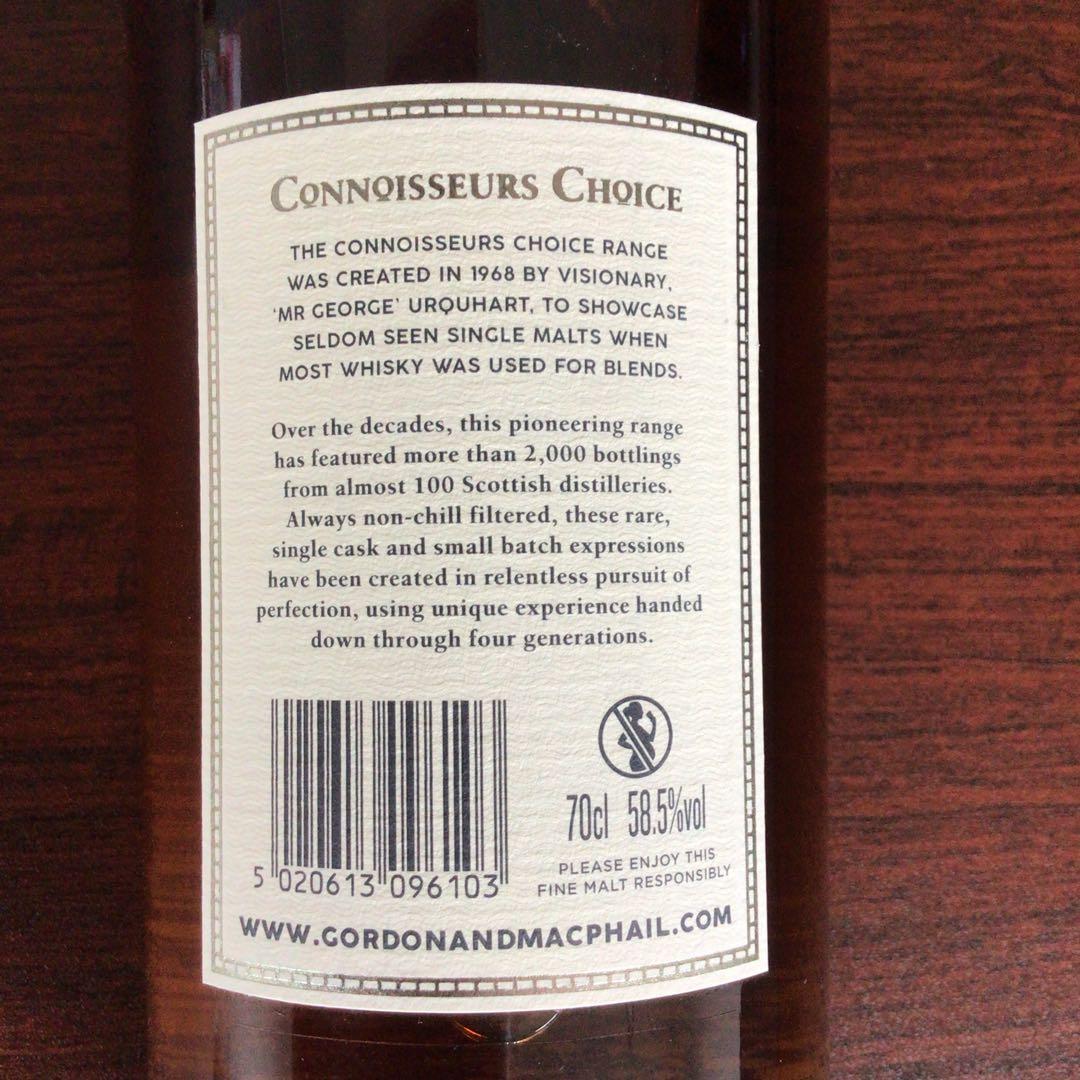 CONNOISSEURS CHOICE
THE CONNOISSEURS CHOICE RANGE
WAS CREATED IN 1968 BY VISIONARY,
'MR GEORGE' URQUHART, TO SHOWCASE
SELDOM SEEN SINGLE MALTS WHEN
MOST WHISKY WAS USED FOR BLENDS.
Over the decades, this pioneering range
has featured more than 2,000 bottlings
from almost 100 Scottish distilleries.
Always non-chill filtered, these rare,
single cask and small batch expressions
have been created in relentless pursuit of
perfection, using unique experience handed
down through four generations.
5 020613 096103
70cl 58.5%vol
PLEASE ENJOY THIS
FINE MALT RESPONSIBLY
WWW.GORDONANDMACPHAIL.COM